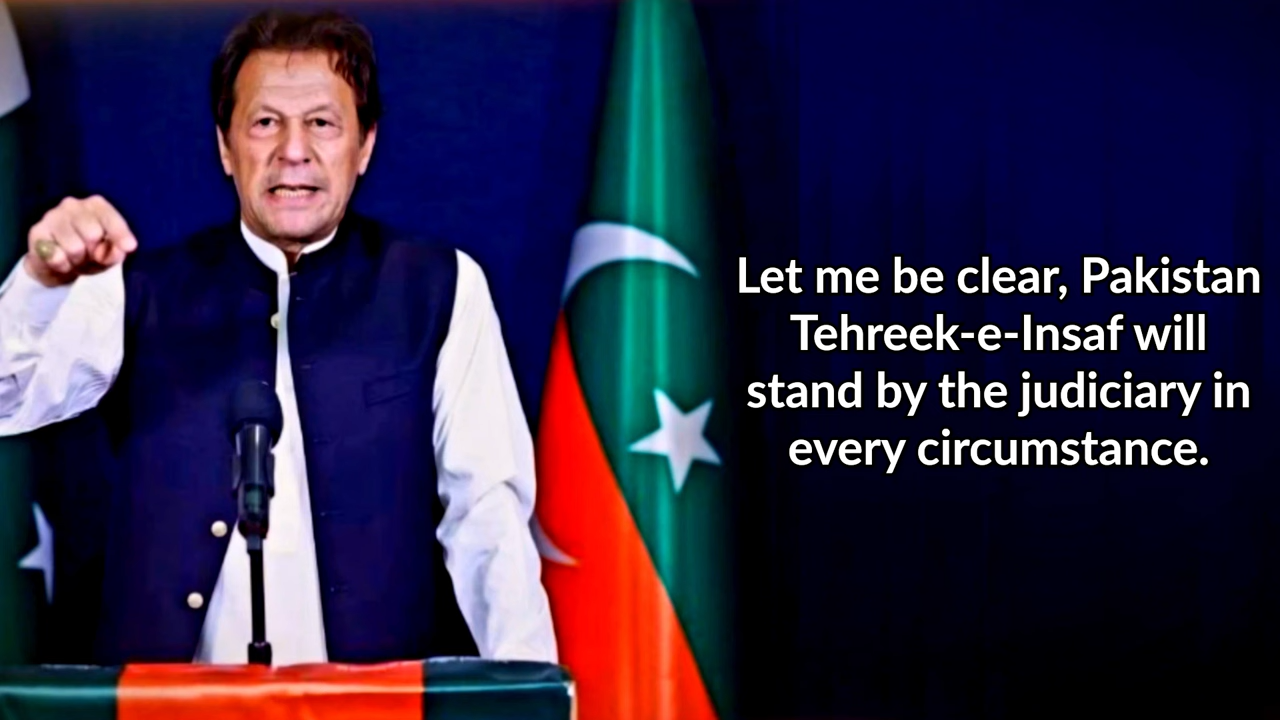 Let me be clear, Pakistan
Tehreek-e-Insaf will
stand by the judiciary in
every circumstance.